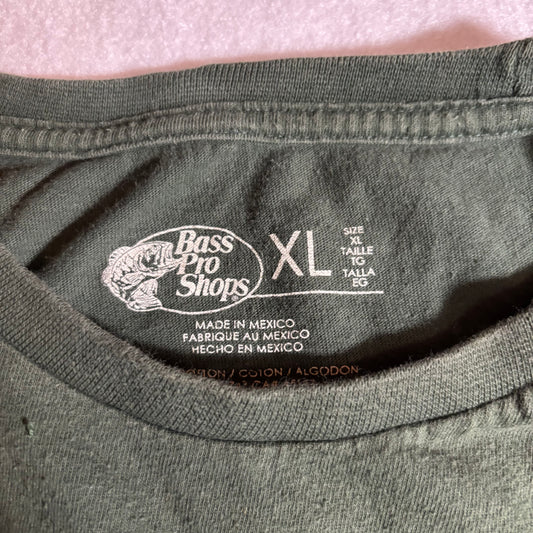 Bass
Pro
Shops®
XL
SIZE
XL
TAILLE
TG
TALLA
EG
MADE IN MEXICO
FABRIQUE AU MEXICO
HECHO EN MEXICO
/ COTON / ALGODON